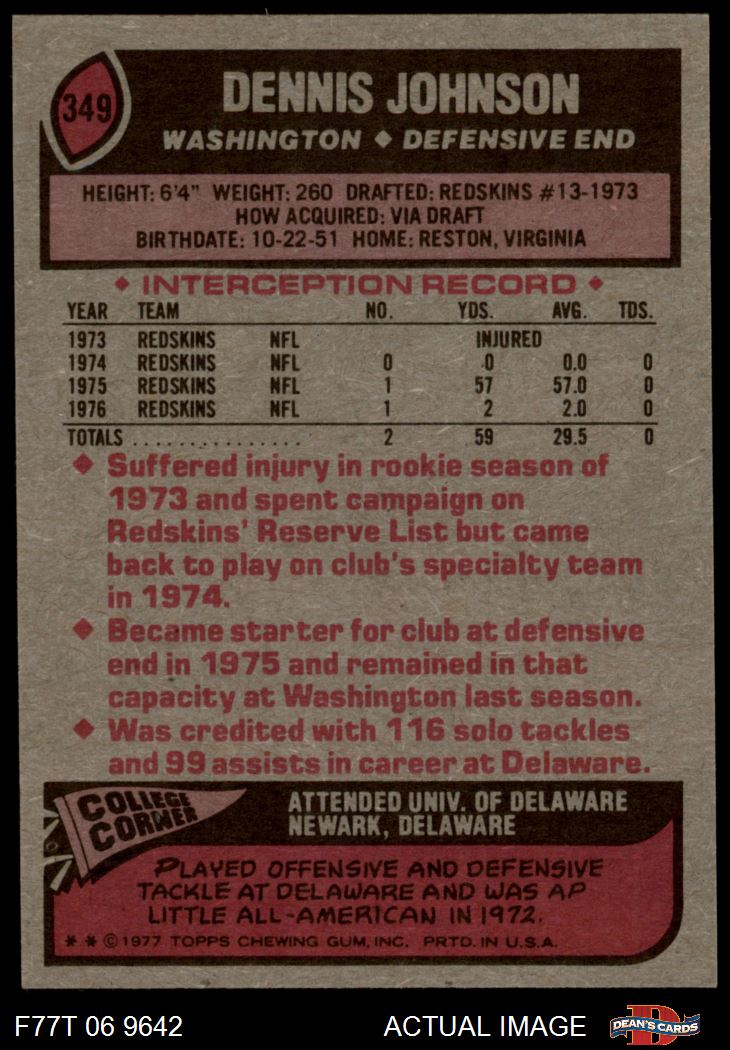 349
DENNIS JOHNSON
WASHINGTON ◆ DEFENSIVE END
HEIGHT: 6'4" WEIGHT: 260 DRAFTED: REDSKINS #13-1973
HOW ACQUIRED: VIA DRAFT
BIRTHDATE: 10-22-51 HOME: RESTON, VIRGINIA
◆ INTERCEPTION RECORD ◆
YEAR TEAM NO. YDS. AVG. TDS.
1973 REDSKINS NFL INJURED
1974 REDSKINS NFL 0 0 0.0 0
1975 REDSKINS NFL 1 57 57.0 0
1976 REDSKINS NFL 1 2 2.0 0
TOTALS ................ 2 59 29.5 0
◆ Suffered injury in rookie season of
1973 and spent campaign on
Redskins' Reserve List but came
back to play on club's specialty team
in 1974.
◆ Became starter for club at defensive
end in 1975 and remained in that
capacity at Washington last season.
◆ Was credited with 116 solo tackles
and 99 assists in career at Delaware.
COLLEGE
CORNER
ATTENDED UNIV. OF DELAWARE
NEWARK, DELAWARE
PLAYED OFFENSIVE AND DEFENSIVE
TACKLE AT DELAWARE AND WAS AP
LITTLE ALL-AMERICAN IN 1972.
* * © 1977 TOPPS CHEWING GUM, INC. PRTD. IN U.S.A.
F77T 06 9642 ACTUAL IMAGE
DEAN'S CARDS